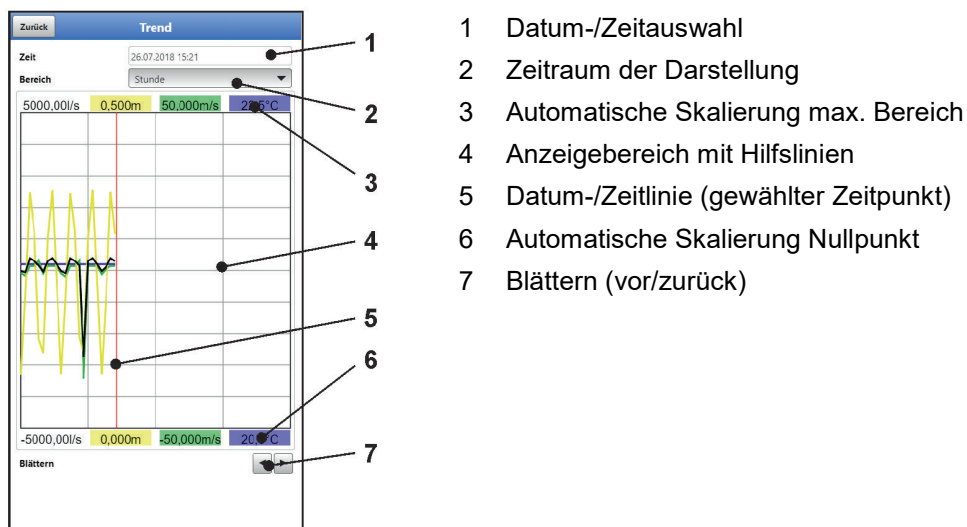 Zurück Trend
Zeit 26.07.2018 15:21
Bereich Stunde
5000,00l/s 0,500m 50,000m/s
-5000,00l/s 0,000m -50,000m/s
Blättern
1 Datum-/Zeitauswahl
2 Zeitraum der Darstellung
3 Automatische Skalierung max. Bereich
4 Anzeigebereich mit Hilfslinien
5 Datum-/Zeitlinie (gewählter Zeitpunkt)
6 Automatische Skalierung Nullpunkt
7 Blättern (vor/zurück)
1
2
3
4
5
6
7